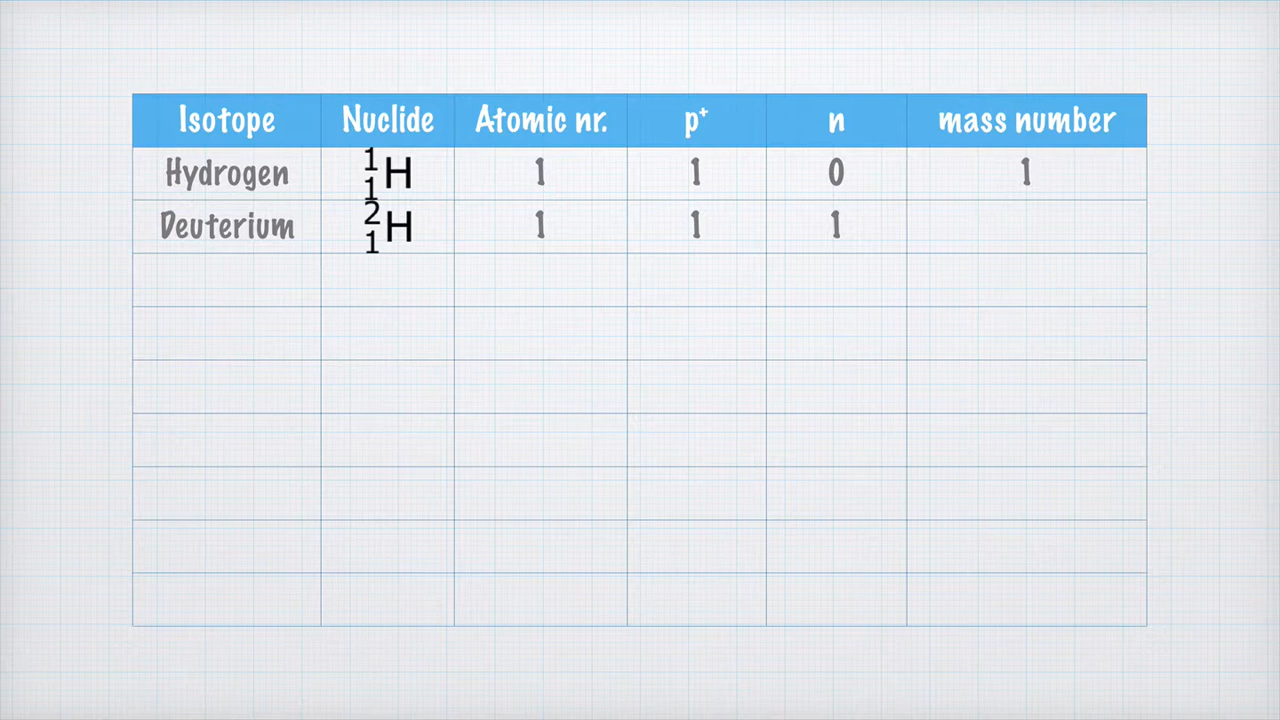 Isotope Nuclide Atomic nr. p⁺ n mass number
Hydrogen ¹₁H 1 1 0 1
Deuterium ²₁H 1 1 1